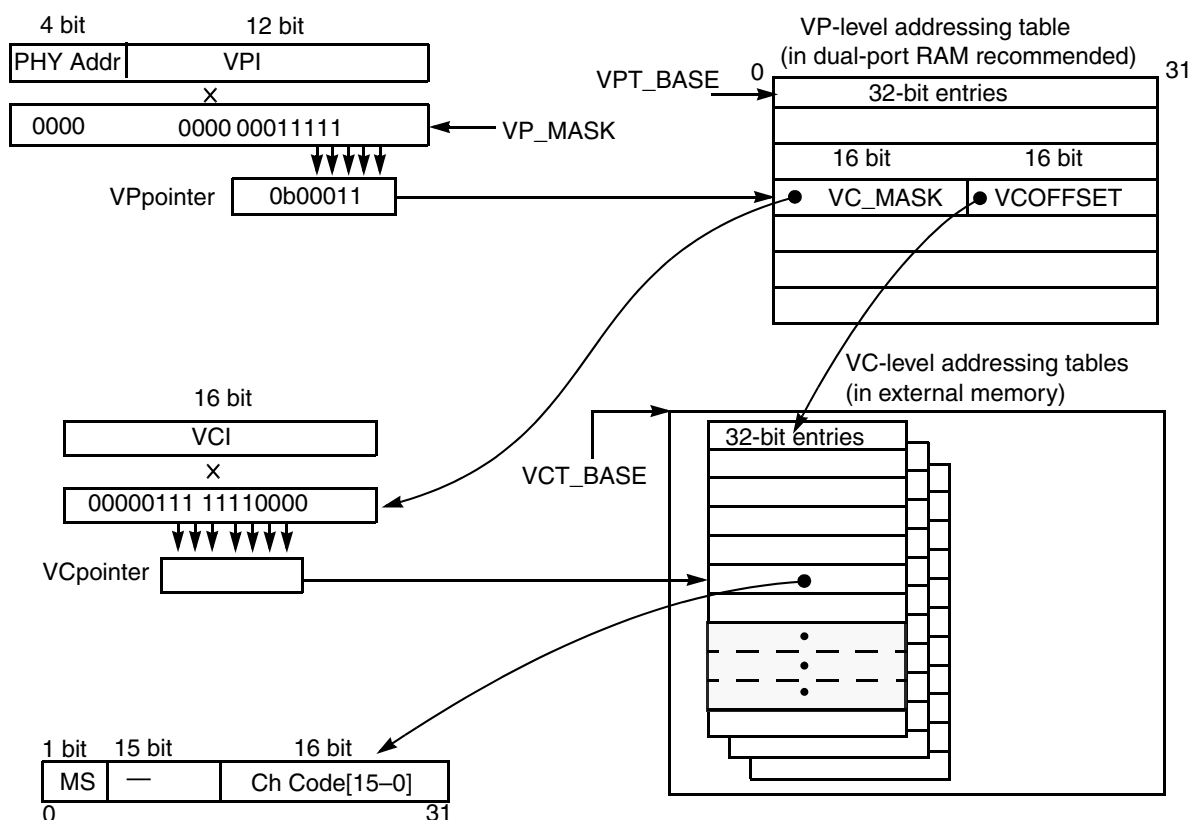 4 bit 12 bit
PHY Addr VPI
×
0000 0000 00011111
VP_MASK
VPpointer 0b00011
VP-level addressing table
(in dual-port RAM recommended)
0 31
VPT_BASE
32-bit entries
16 bit 16 bit
VC_MASK VCOFFSET
VC-level addressing tables
(in external memory)
16 bit
VCI
×
00000111 11110000
VCpointer
VCT_BASE
32-bit entries
1 bit 15 bit 16 bit
MS — Ch Code[15–0]
0 31